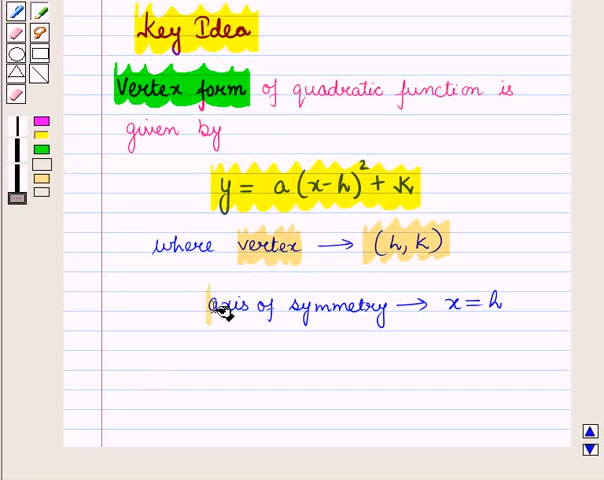 Key Idea
Vertex form of quadratic function is
given by
y = a(x-h)² + k
where vertex → (h, k)
axis of symmetry → x = h